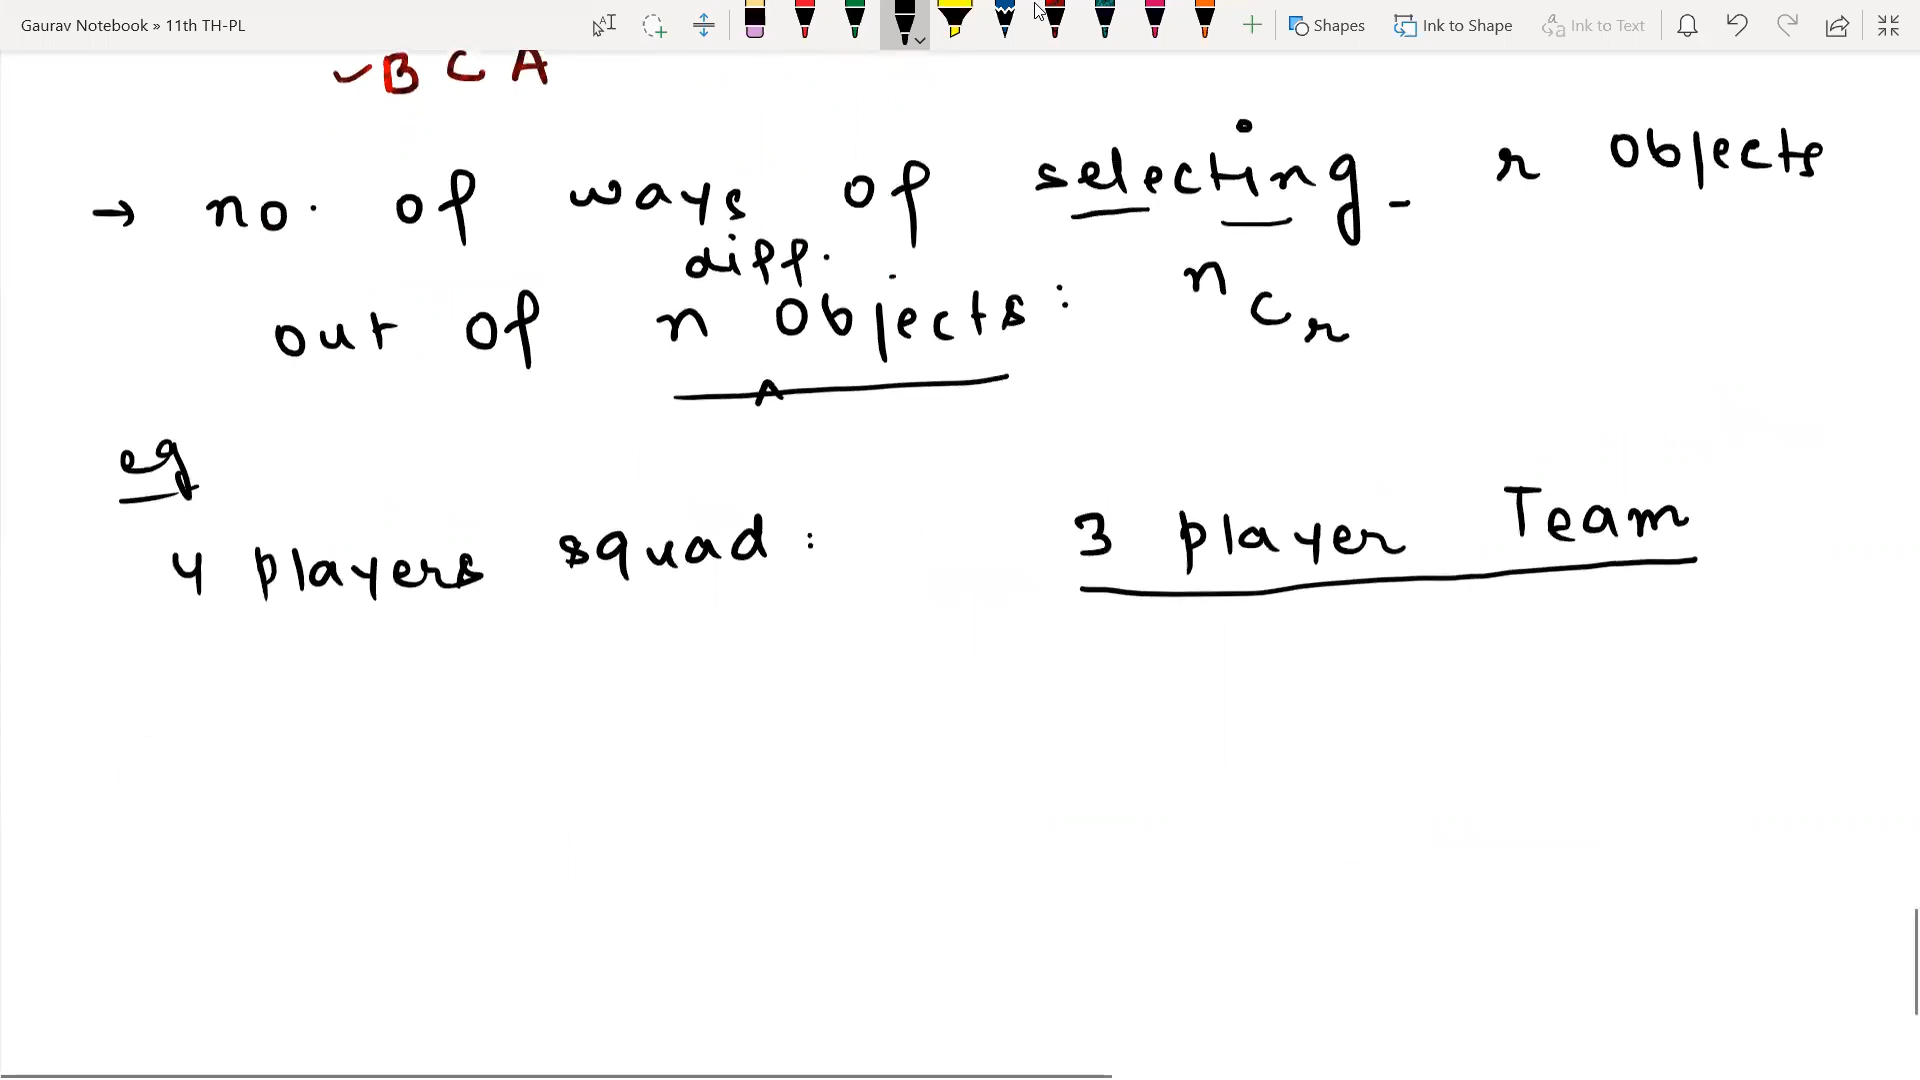 Gaurav Notebook » 11th TH-PL
Shapes
Ink to Shape
Ink to Text
✓ B C A
→ no. of ways of selecting r objects
out of n diff. objects : nCr
eg
4 players squad : 3 player Team